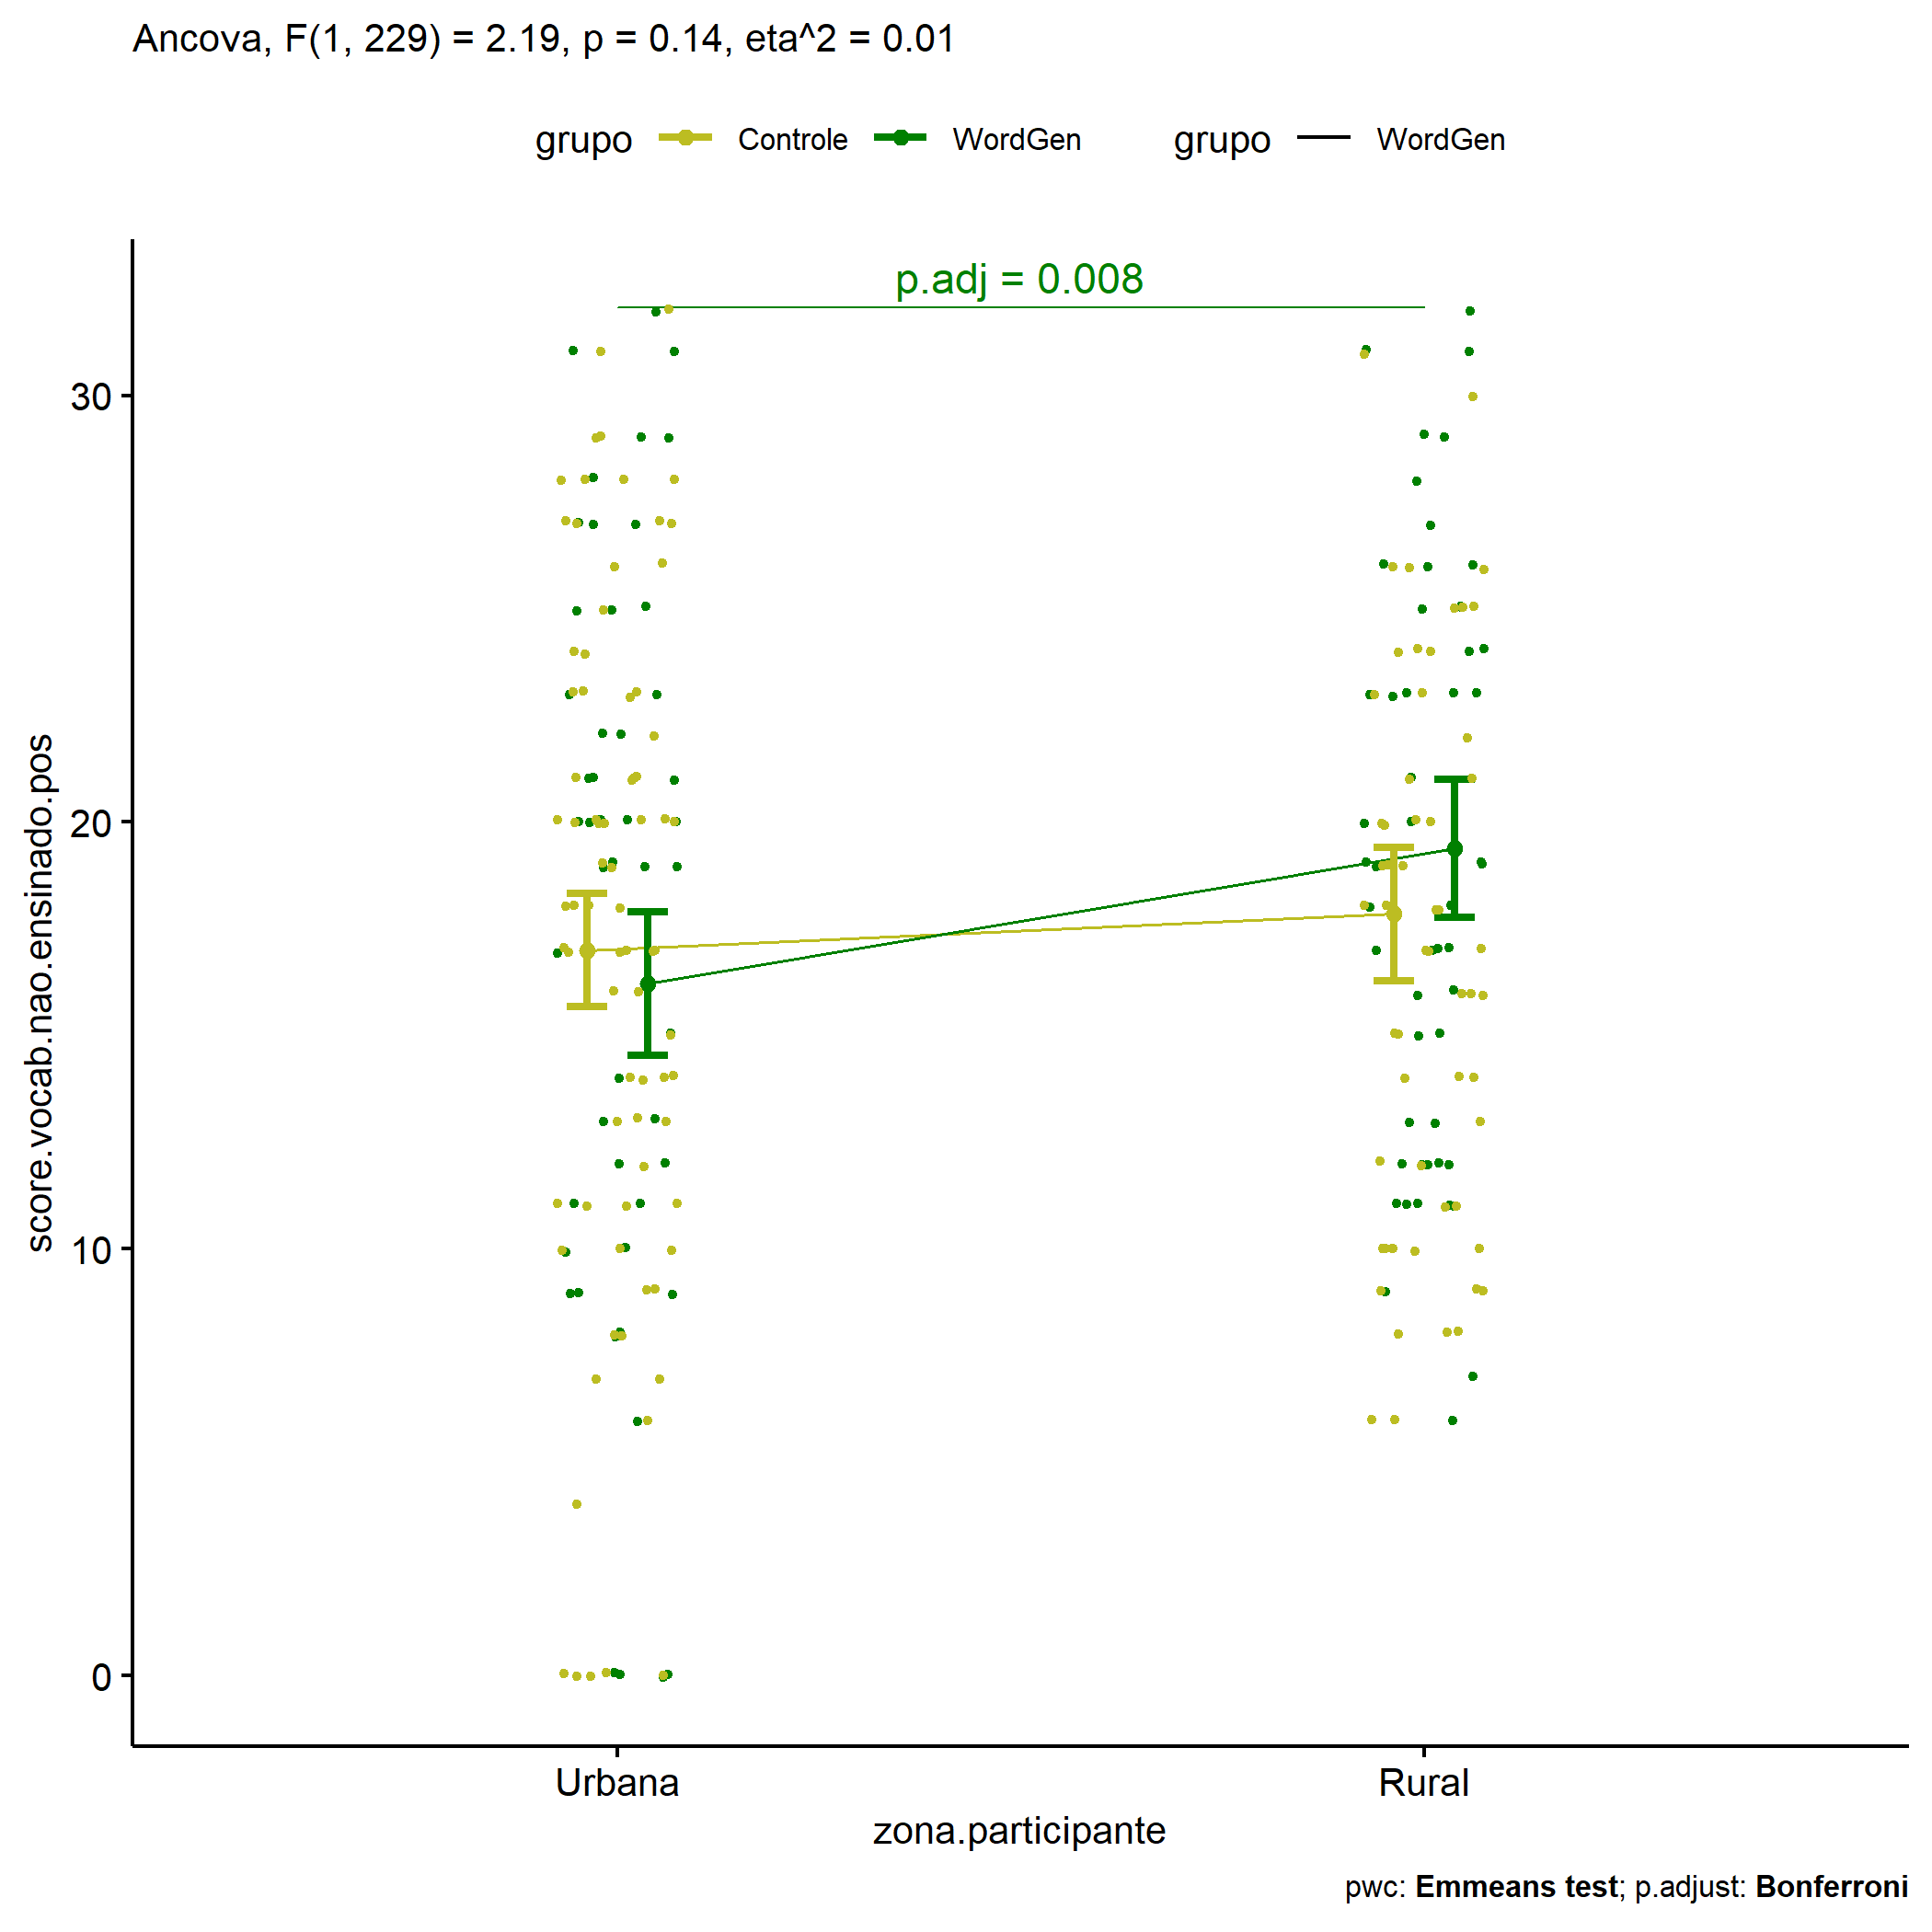 Ancova, F(1, 229) = 2.19, p = 0.14, eta^2 = 0.01
grupo Controle WordGen grupo WordGen
p.adj = 0.008
30
20
10
0
score.vocab.nao.ensinado.pos
Urbana Rural
zona.participante
pwc: Emmeans test; p.adjust: Bonferroni